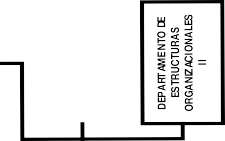 DEPARTAMENTO DE
ESTRUCTURAS
ORGANIZACIONALES
II